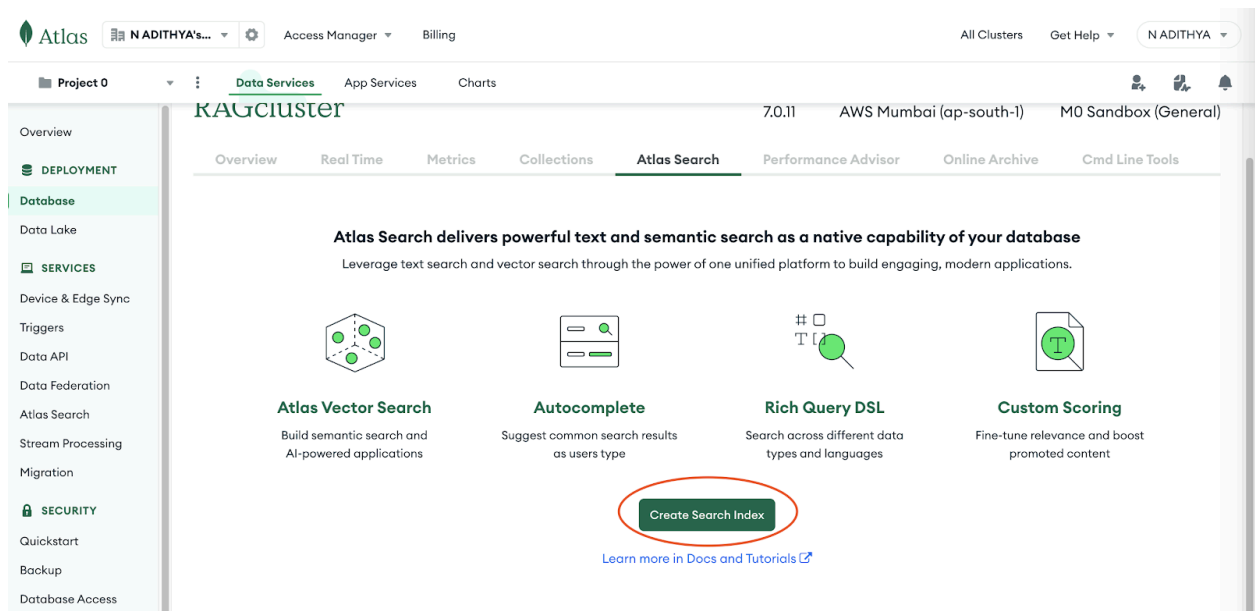 Atlas
N ADITHYA's...
Access Manager
Billing
All Clusters
Get Help
N ADITHYA
Project 0
Data Services
App Services
Charts
Overview
DEPLOYMENT
Database
Data Lake
SERVICES
Device & Edge Sync
Triggers
Data API
Data Federation
Atlas Search
Stream Processing
Migration
SECURITY
Quickstart
Backup
Database Access
RAGcluster
7.0.11
AWS Mumbai (ap-south-1)
M0 Sandbox (General)
Overview
Real Time
Metrics
Collections
Atlas Search
Performance Advisor
Online Archive
Cmd Line Tools
Atlas Search delivers powerful text and semantic search as a native capability of your database
Leverage text search and vector search through the power of one unified platform to build engaging, modern applications.
Atlas Vector Search
Build semantic search and
AI-powered applications
Autocomplete
Suggest common search results
as users type
Rich Query DSL
Search across different data
types and languages
Custom Scoring
Fine-tune relevance and boost
promoted content
Create Search Index
Learn more in Docs and Tutorials